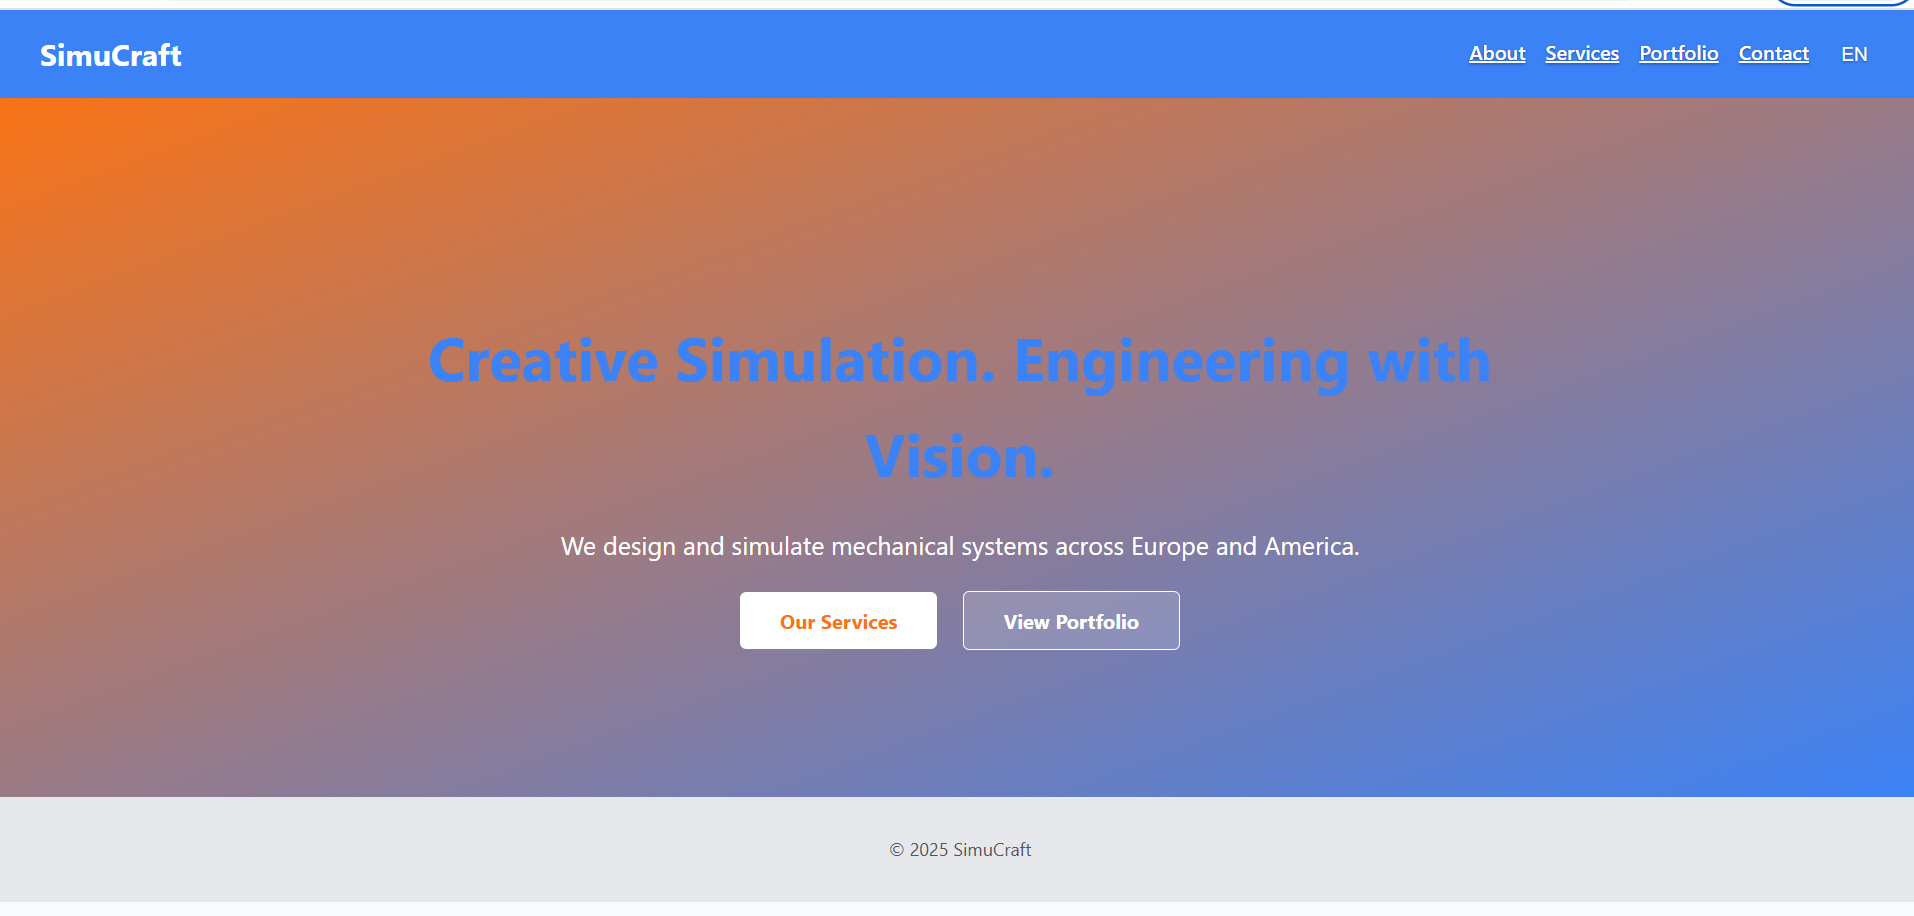 SimuCraft
About Services Portfolio Contact EN
Creative Simulation. Engineering with
Vision.
We design and simulate mechanical systems across Europe and America.
Our Services View Portfolio
© 2025 SimuCraft